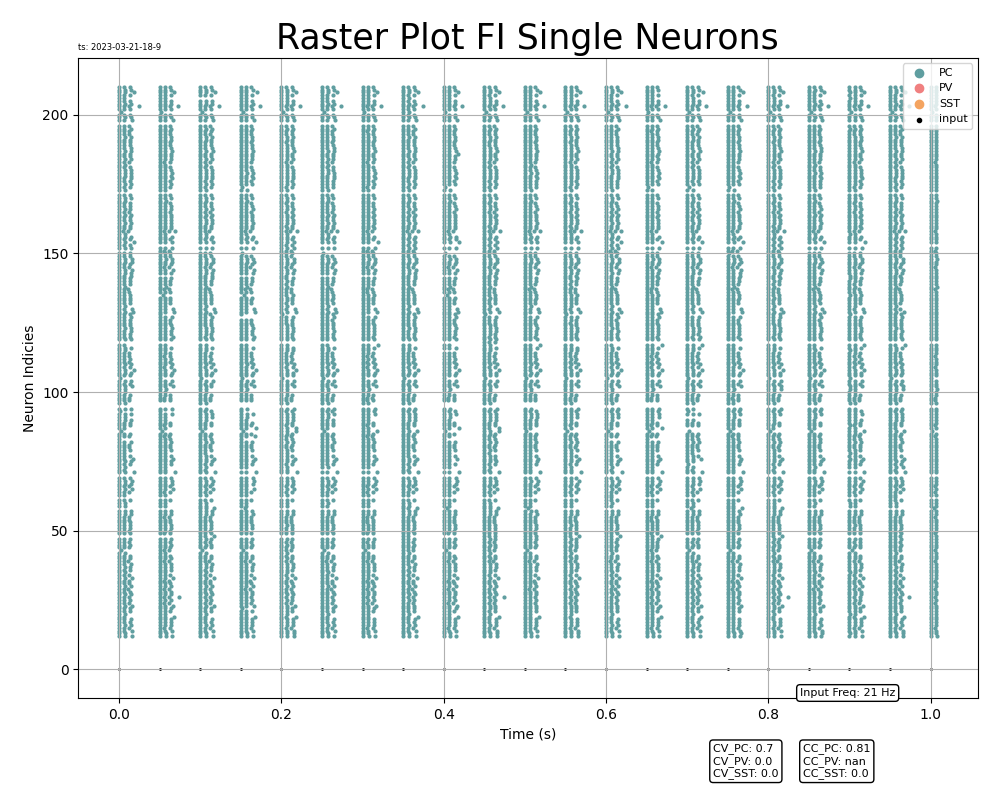 Raster Plot FI Single Neurons
ts: 2023-03-21-18-9
PC
PV
SST
input
200
150
100
50
0
Neuron Indicies
0.0 0.2 0.4 0.6 0.8 1.0
Time (s)
Input Freq: 21 Hz
CV_PC: 0.7
CV_PV: 0.0
CV_SST: 0.0
CC_PC: 0.81
CC_PV: nan
CC_SST: 0.0